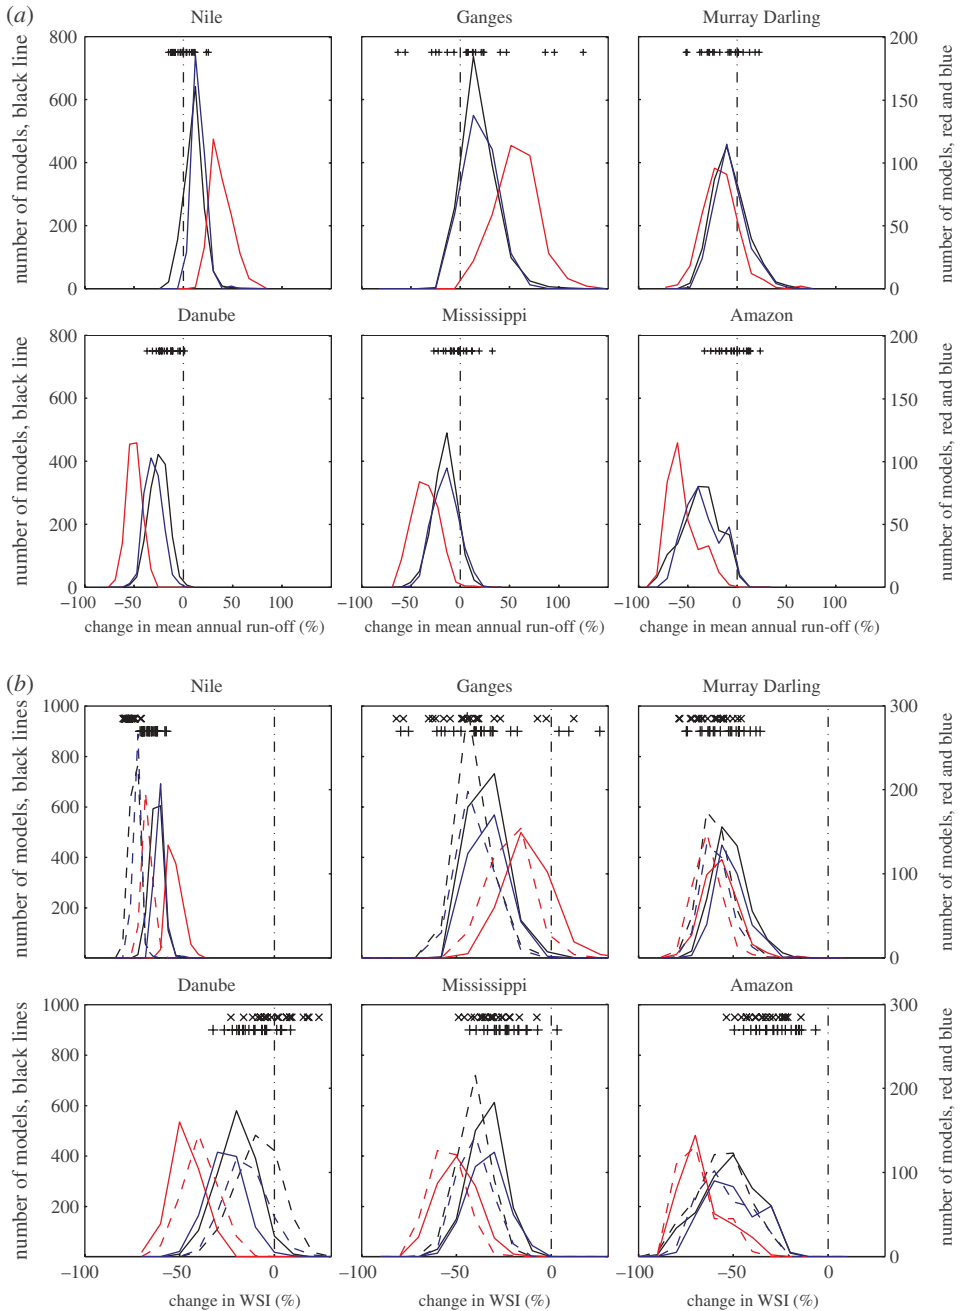 (a) Nile Ganges Murray Darling
number of models, black line
800
600
400
200
0
200
150
100
50
0
number of models, red and blue
Danube Mississippi Amazon
number of models, black line
800
600
400
200
0
200
150
100
50
0
number of models, red and blue
−100 −50 0 50 100 −100 −50 0 50 100 −100 −50 0 50 100
change in mean annual run-off (%) change in mean annual run-off (%) change in mean annual run-off (%)
(b) Nile Ganges Murray Darling
number of models, black lines
1000
800
600
400
200
300
200
100
0
number of models, red and blue
Danube Mississippi Amazon
number of models, black lines
1000
800
600
400
200
300
200
100
0
number of models, red and blue
−100 −50 0 −100 −50 0 −100 −50 0
change in WSI (%) change in WSI (%) change in WSI (%)